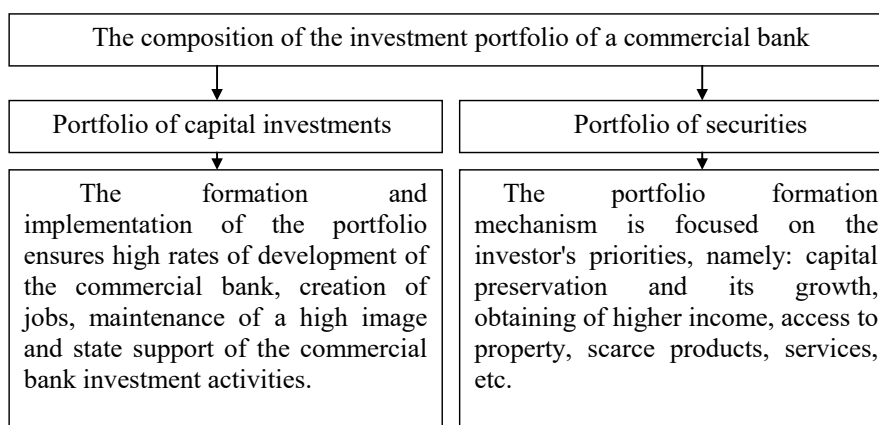 The composition of the investment portfolio of a commercial bank
Portfolio of capital investments
Portfolio of securities
The formation and
implementation of the portfolio
ensures high rates of development of
the commercial bank, creation of
jobs, maintenance of a high image
and state support of the commercial
bank investment activities.
The portfolio formation
mechanism is focused on the
investor's priorities, namely: capital
preservation and its growth,
obtaining of higher income, access to
property, scarce products, services,
etc.